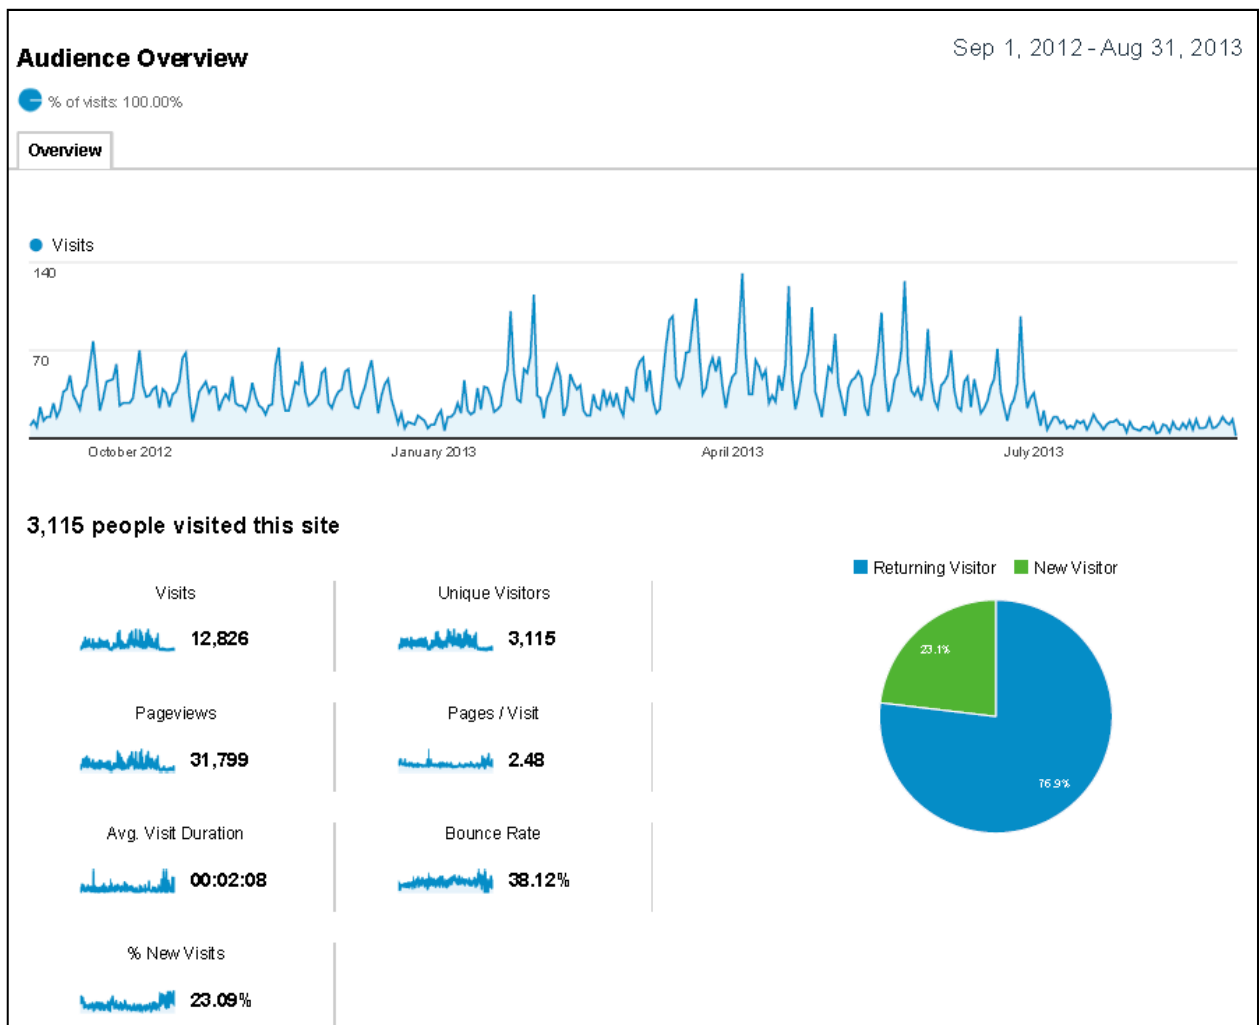 Audience Overview
Sep 1, 2012 - Aug 31, 2013
% of visits: 100.00%
Overview
Visits
140
70
October 2012
January 2013
April 2013
July 2013
3,115 people visited this site
Visits
12,826
Unique Visitors
3,115
Pageviews
31,799
Pages / Visit
2.48
Avg. Visit Duration
00:02:08
Bounce Rate
38.12%
% New Visits
23.09%
Returning Visitor
New Visitor
23.1%
76.9%